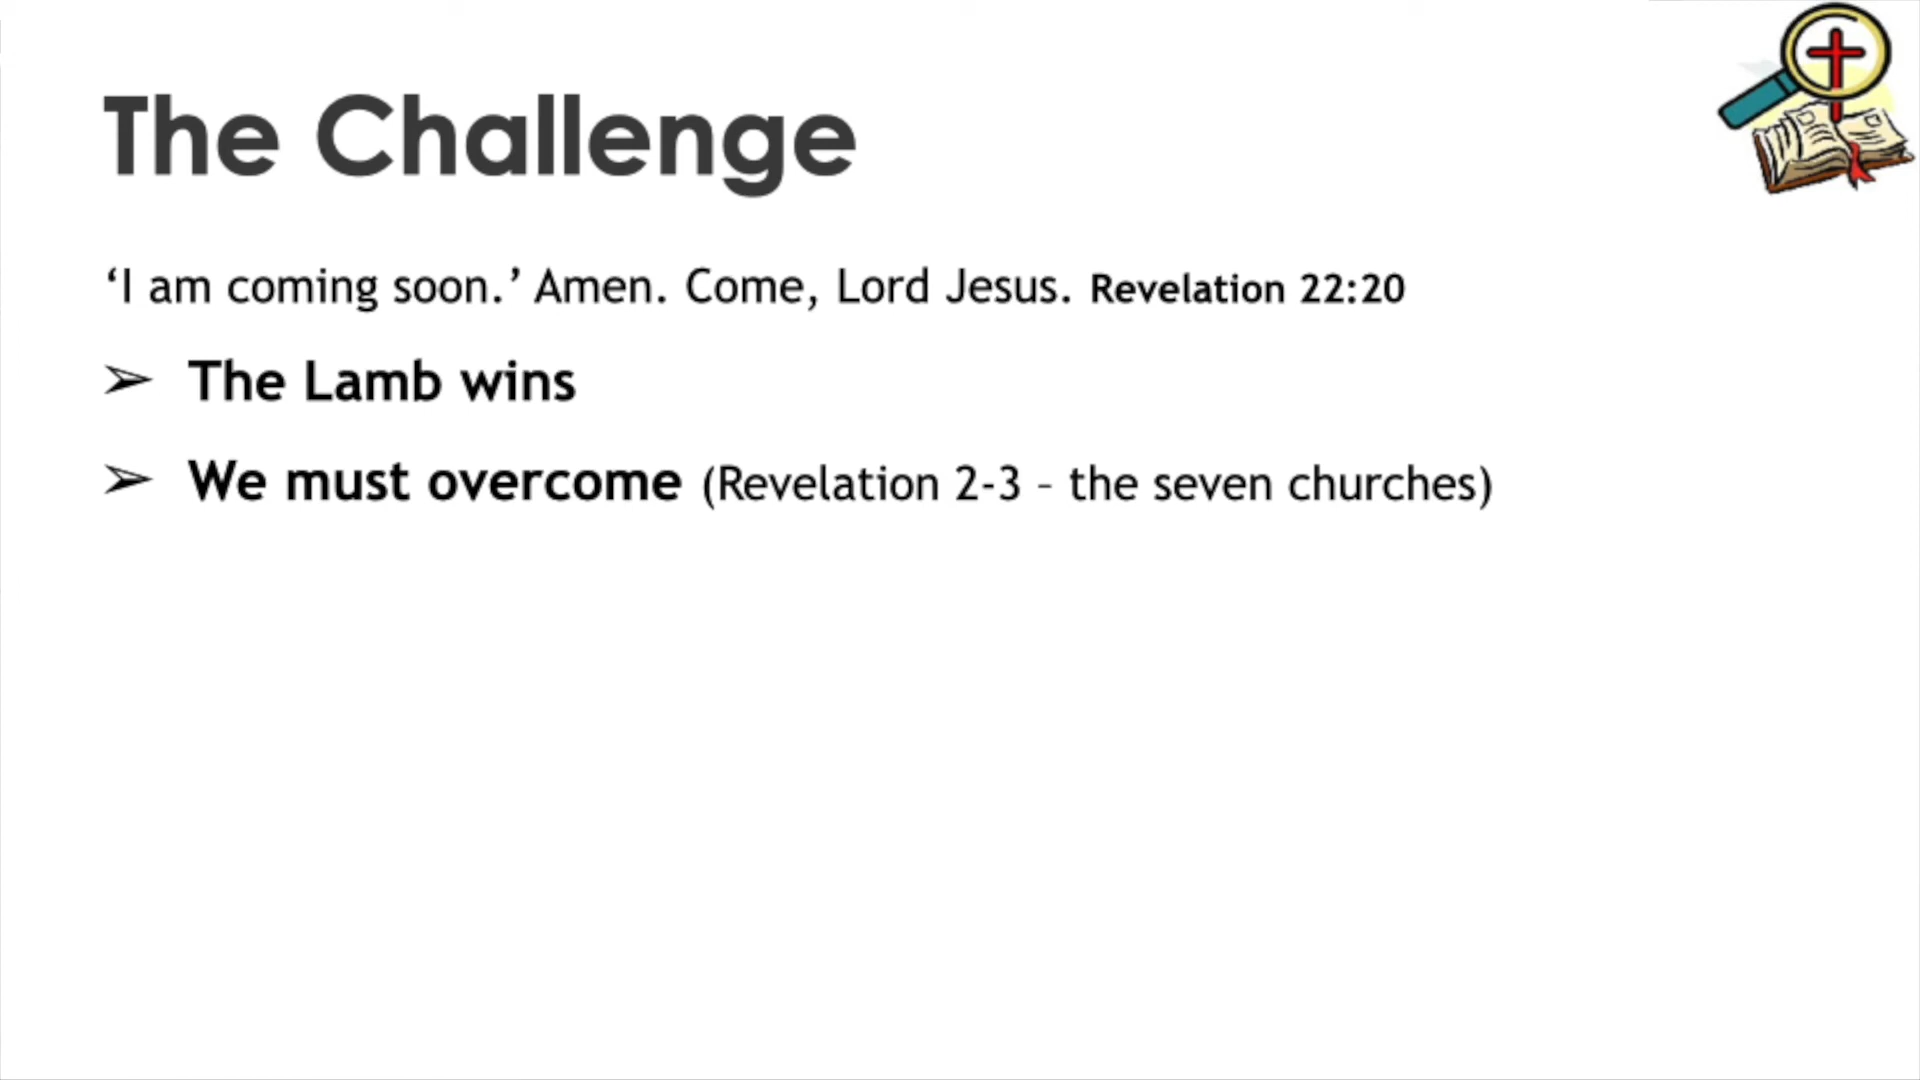 The Challenge
‘I am coming soon.’ Amen. Come, Lord Jesus. Revelation 22:20
➢ The Lamb wins
➢ We must overcome (Revelation 2-3 – the seven churches)